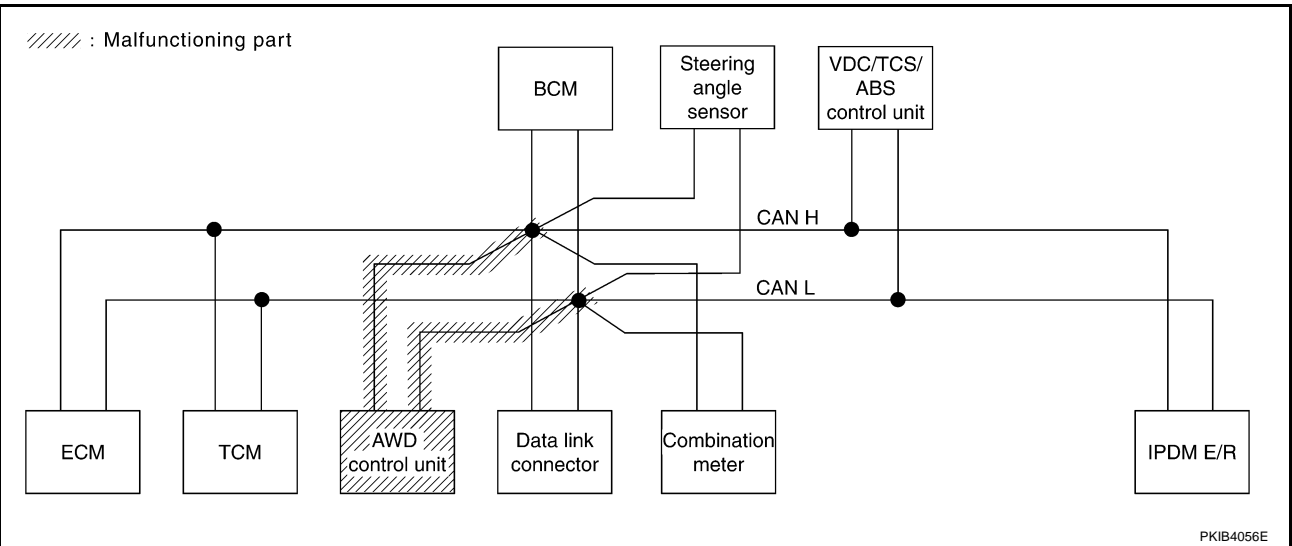 : Malfunctioning part
BCM
Steering
angle
sensor
VDC/TCS/
ABS
control unit
CAN H
CAN L
ECM
TCM
AWD
control unit
Data link
connector
Combination
meter
IPDM E/R
PKIB4056E